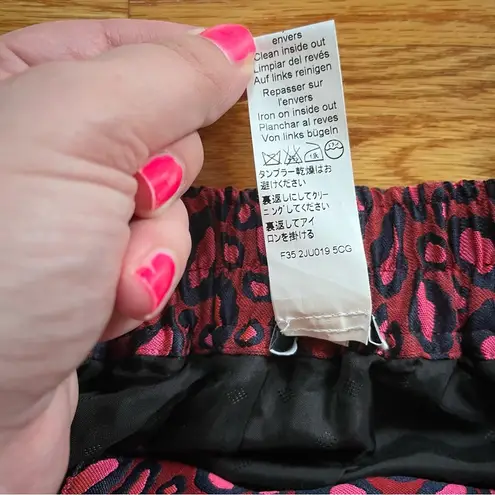 envers
Clean inside out
Limpiar del revés
Auf links reinigen
Repasser sur
l'envers
Iron on inside out
Planchar al reves
Von links bügeln
タンブラー乾燥はお
避けください
裏返しにしてクリー
ニングしてください
裏返してアイ
ロンを掛ける
F35 2JU019 5CG